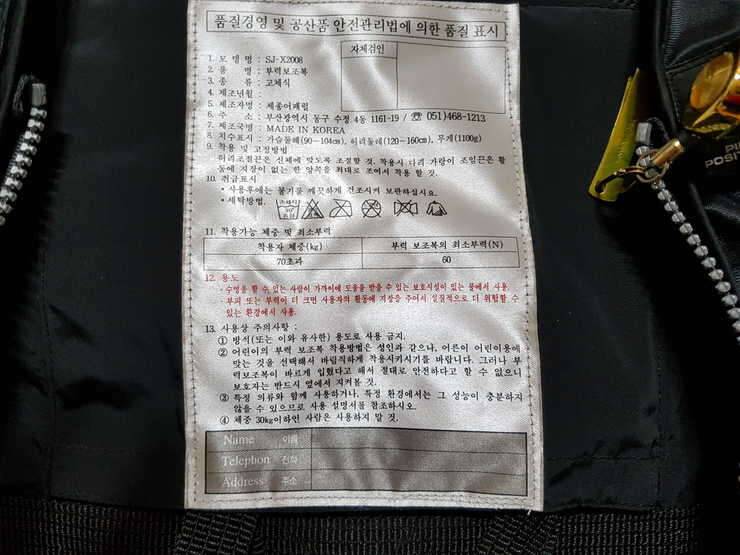 품질경영 및 공산품 안전관리법에 의한 품질 표시
자체검인
1. 모 델 명 : SJ-X2008
2. 품 명 : 부력보조복
3. 종 류 : 고체식
4. 제조년월 :
5. 제조자명 : 제종어패럴
6. 주 소 : 부산광역시 동구 수정 4동 1161-19 / ☏ 051)468-1213
7. 제조국명 : MADE IN KOREA
8. 치수표시 : 가슴둘레(90~104cm), 허리둘레(120~160cm), 무게(1100g)
9. 착용 및 고정방법
허리조절끈은 신체에 맞도록 조절할 것. 착용시 다리 가랑이 조임끈은 활
동에 지장이 없는 한 양쪽을 최대로 조여서 착용할 것.
10. 취급표시
· 사용후에는 물기를 깨끗하게 건조시켜 보관하십시요.
· 세탁방법:
11. 착용가능 체중 및 최소부력
착용자 체중(kg) 부력 보조복의 최소부력(N)
70초과 60
12. 용도
· 수영을 할 수 있는 사람이 가까이에 도움을 받을 수 있는 보호시설이 있는 곳에서 사용.
· 부피 또는 부력이 더 크면 사용자의 활동에 지장을 주어서 실질적으로 더 위험할 수
있는 환경에서 사용.
13. 사용상 주의사항 :
① 방석(또는 이와 유사한) 용도로 사용 금지.
② 어린이의 부력 보조복 착용방법은 성인과 같으나, 어른이 어린이용에
맞는 것을 선택해서 바림직하게 착용시키시기를 바랍니다. 그러나 부
력보조복이 바르게 입혔다고 해서 절대로 안전하다고 할 수 없으니
보호자는 반드시 옆에서 지켜볼 것.
③ 특정 의류와 함께 사용하거나, 특정 환경에서는 그 성능이 충분하지
않을 수 있으므로 사용 설명서를 참조하십시오.
④ 체중 30kg이하인 사람은 사용하지 말 것.
Name 이름
Telephon 전화
Address 주소